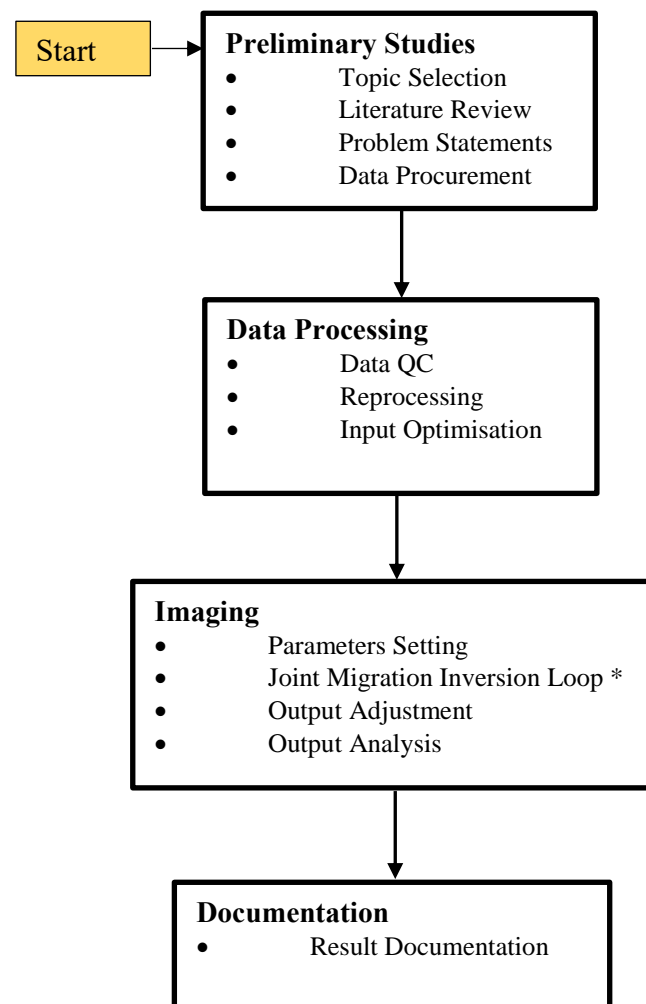 Start
Preliminary Studies
• Topic Selection
• Literature Review
• Problem Statements
• Data Procurement
Data Processing
• Data QC
• Reprocessing
• Input Optimisation
Imaging
• Parameters Setting
• Joint Migration Inversion Loop *
• Output Adjustment
• Output Analysis
Documentation
• Result Documentation